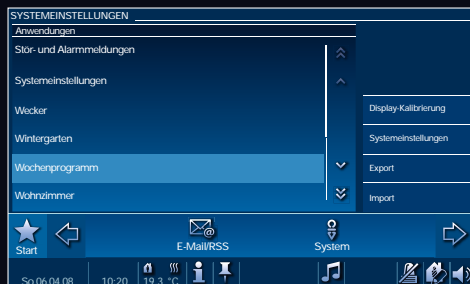 SYSTEMEINSTELLUNGEN
Anwendungen
Stör- und Alarmmeldungen
Systemeinstellungen
Wecker
Wintergarten
Wochenprogramm
Wohnzimmer
Display-Kalibrierung
Systemeinstellungen
Export
Import
Start
E-Mail/RSS
System
So 06.04.08 10:20 19.3 °C